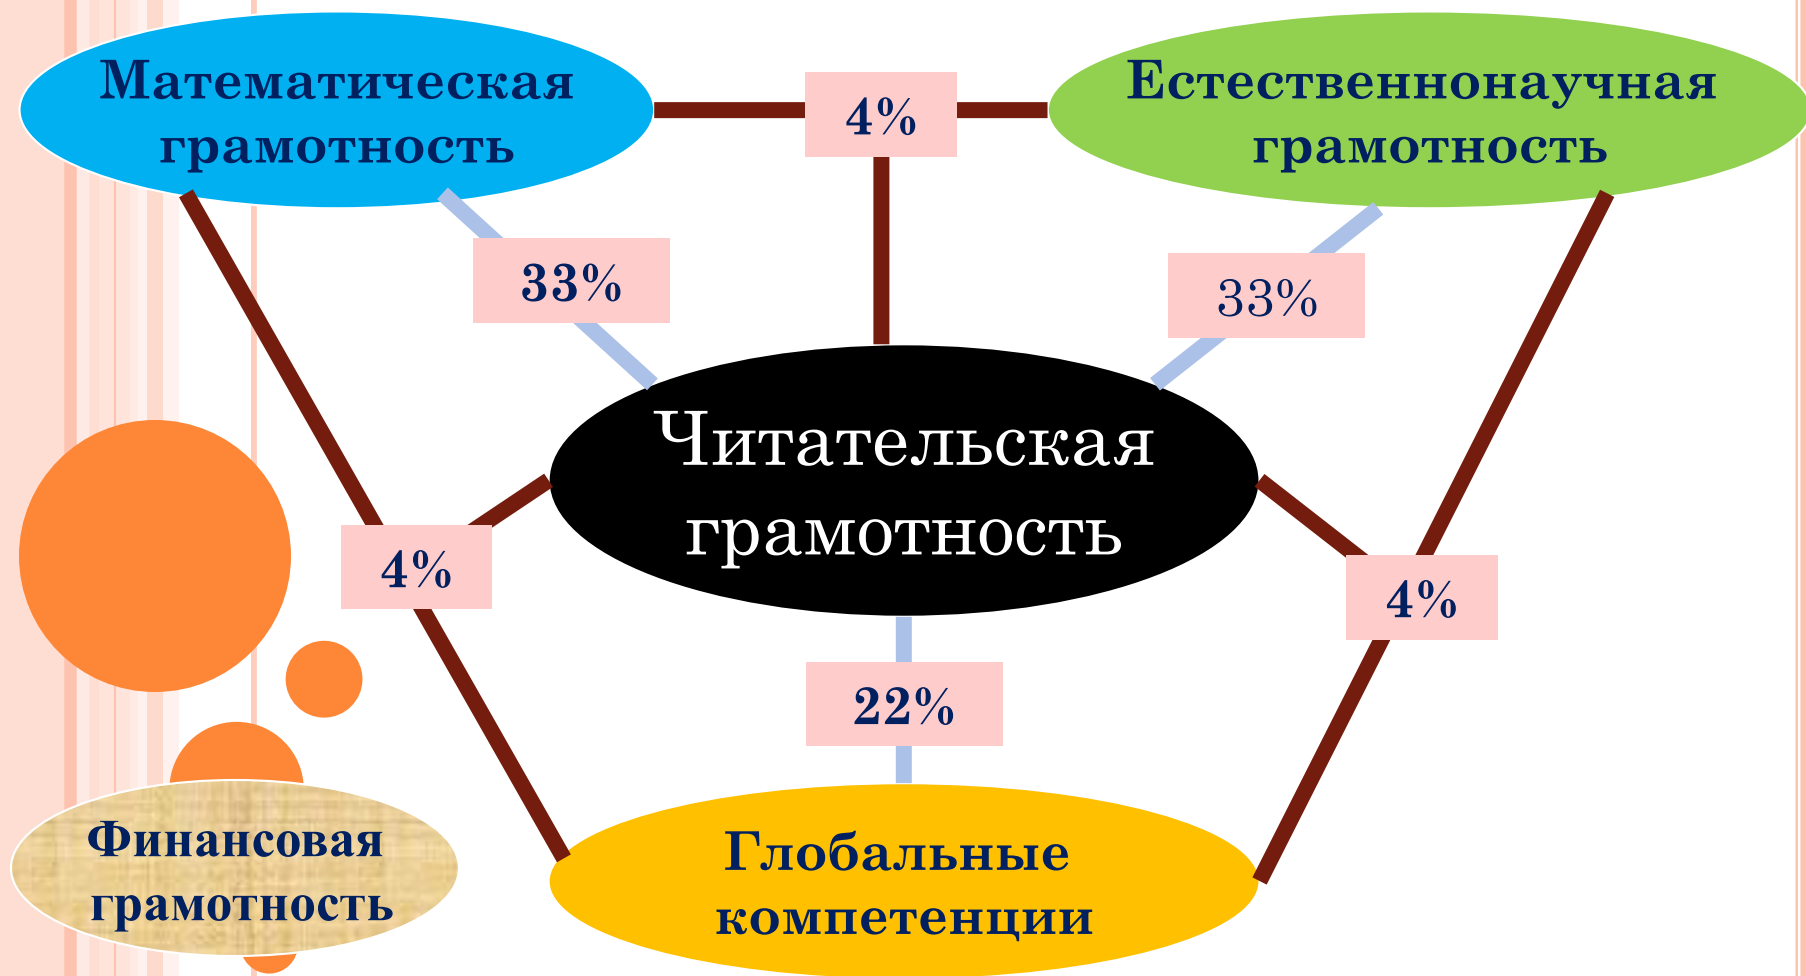 Математическая
грамотность
4%
Естественнонаучная
грамотность
33%
33%
Читательская
грамотность
4%
4%
22%
Финансовая
грамотность
Глобальные
компетенции